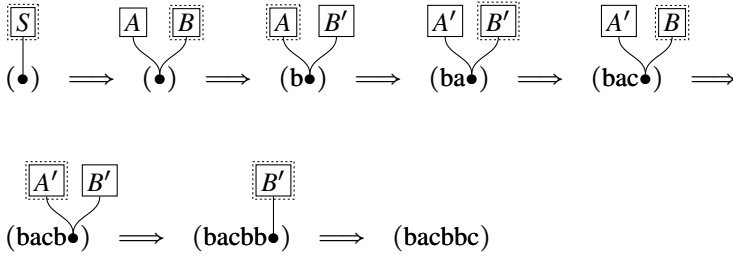 S A B A B′ A′ B′ A′ B
(•) ⟹ (•) ⟹ (b•) ⟹ (ba•) ⟹ (bac•) ⟹
A′ B′ B′
(bacb•) ⟹ (bacbb•) ⟹ (bacbbc)